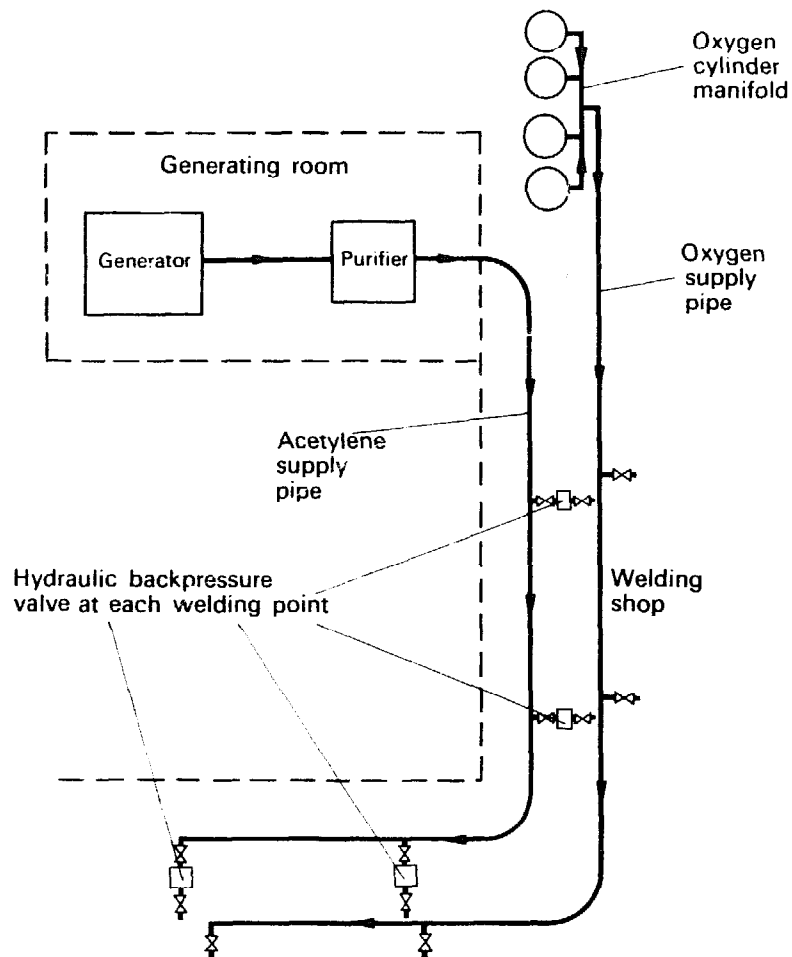 Oxygen
cylinder
manifold
Generating room
Generator
Purifier
Oxygen
supply
pipe
Acetylene
supply
pipe
Hydraulic backpressure
valve at each welding point
Welding
shop